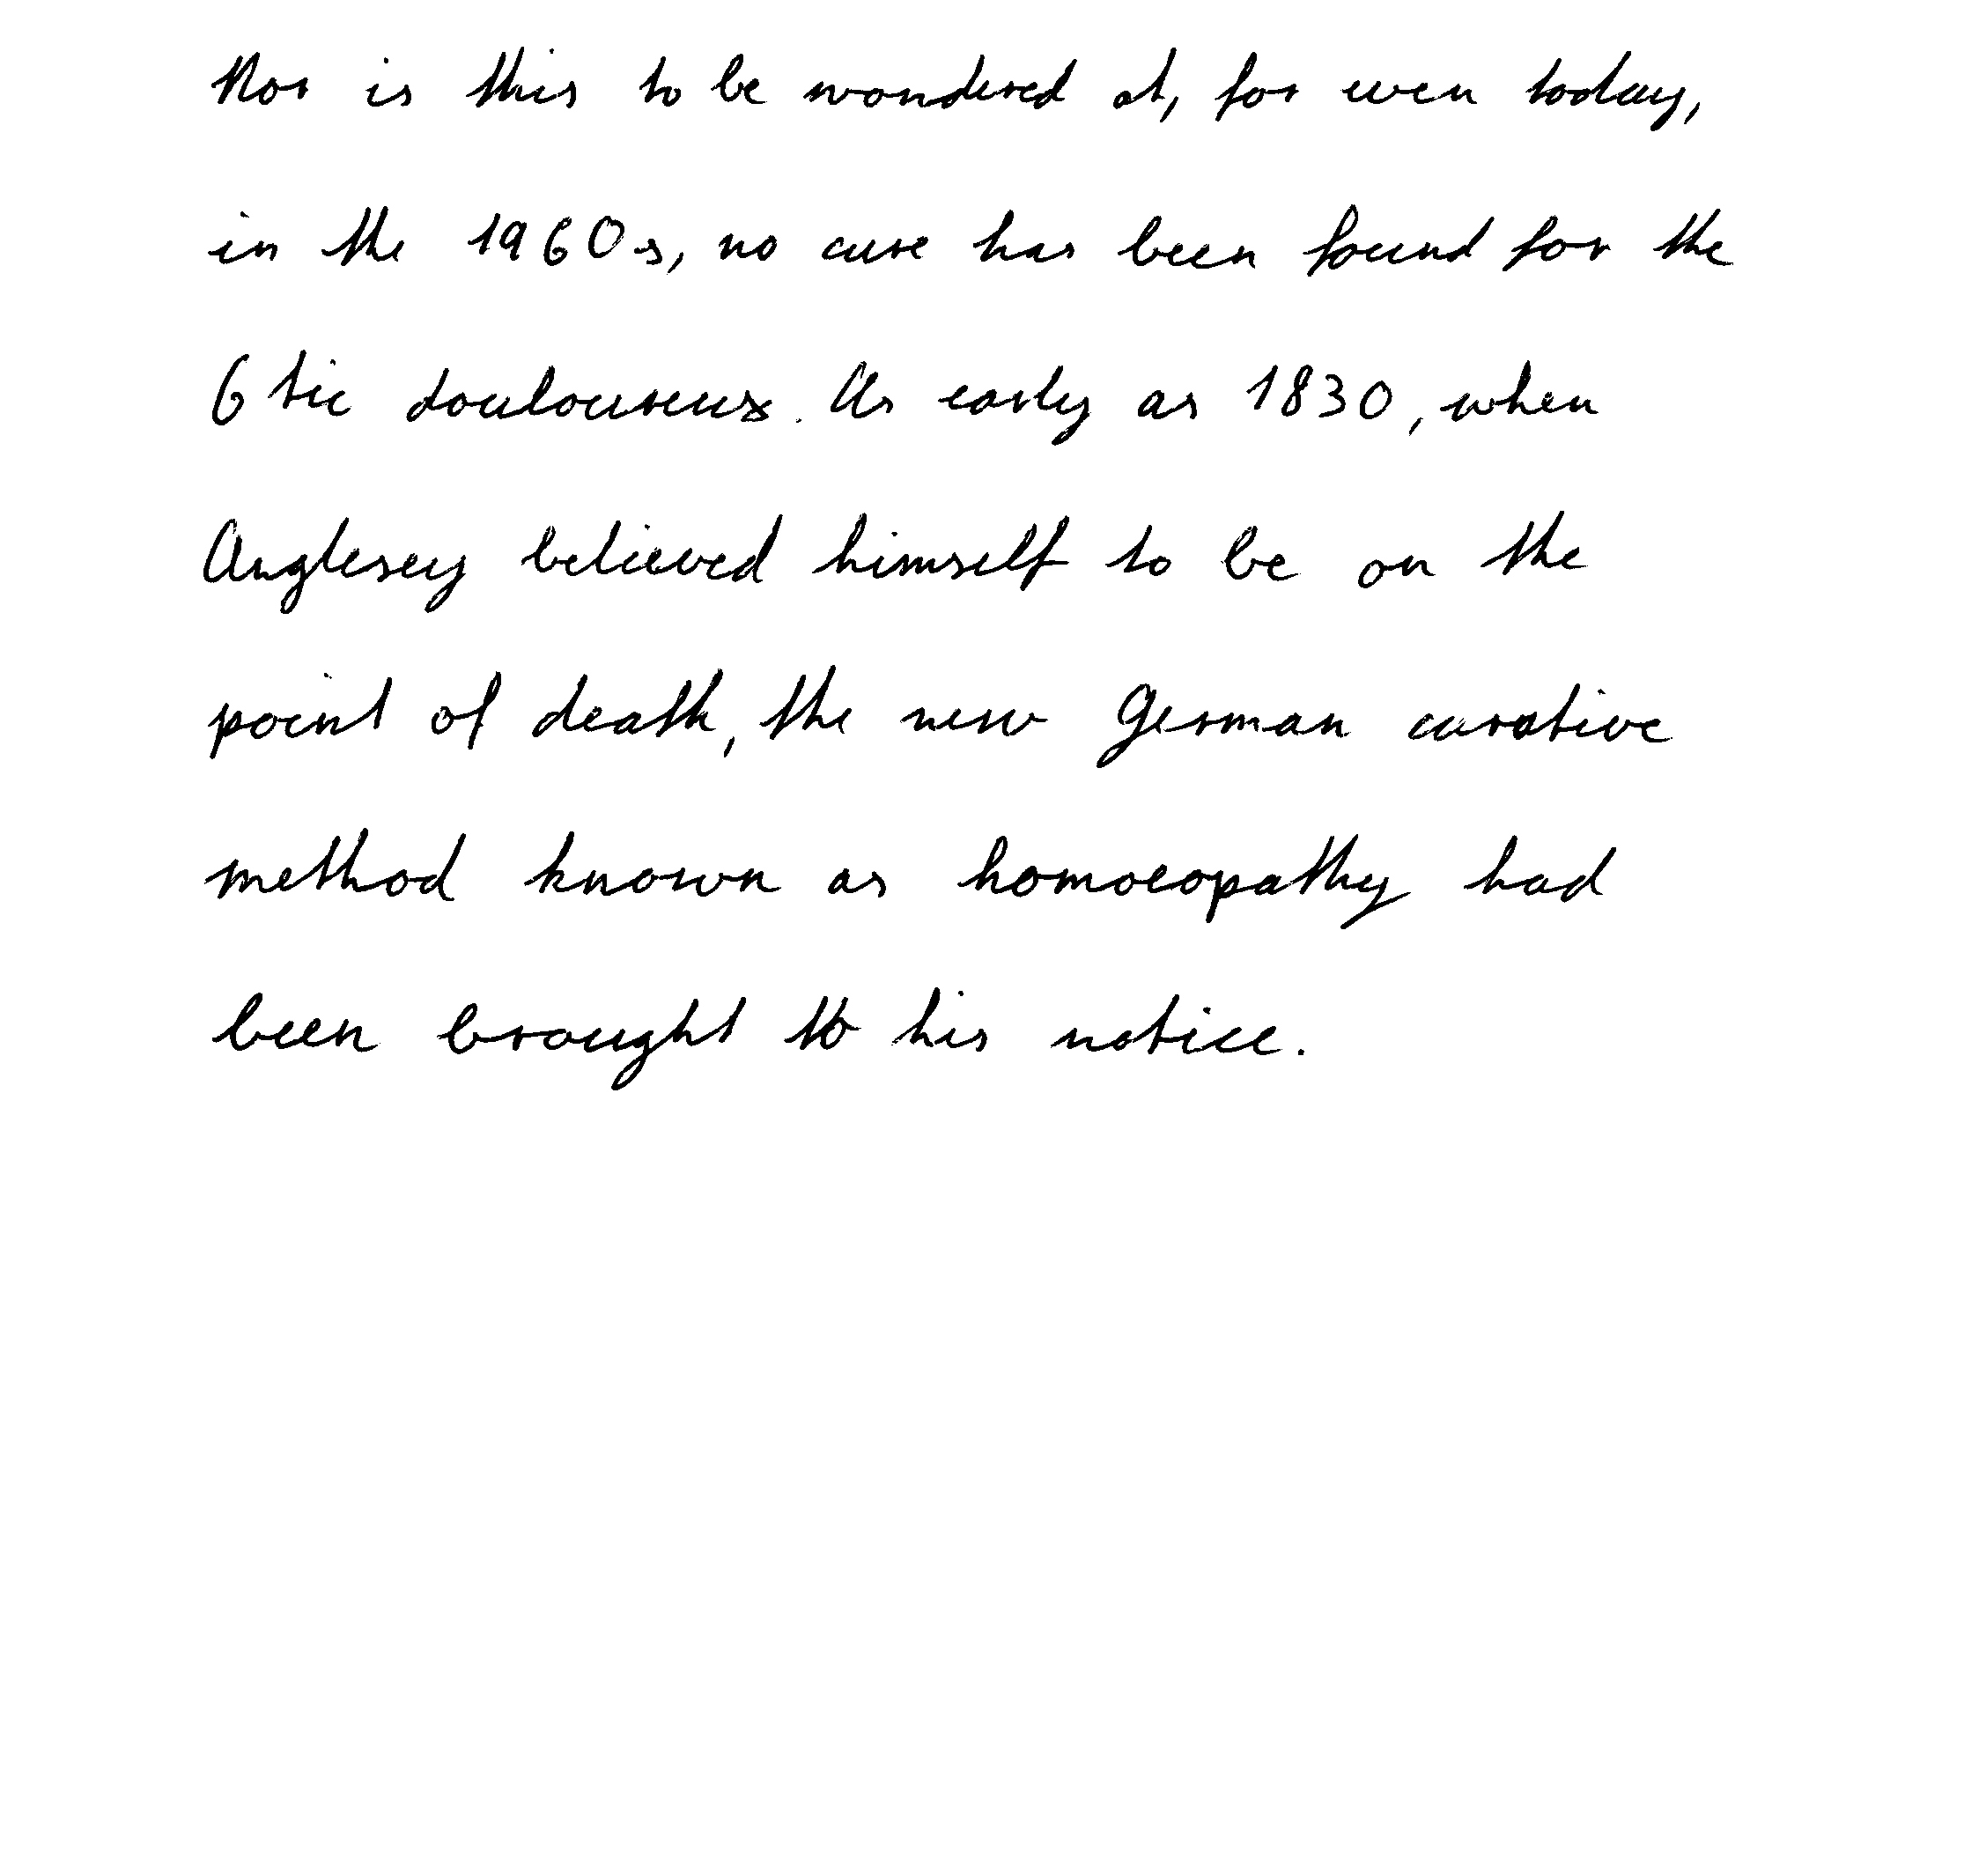 Nor is this to be wondered at, for even today,
in the 1960s, no cure has been found for the
6 tic douloureux. As early as 1830, when
Anglesey believed himself to be on the
point of death, the new German curative
method known as homoeopathy had
been brought to his notice.